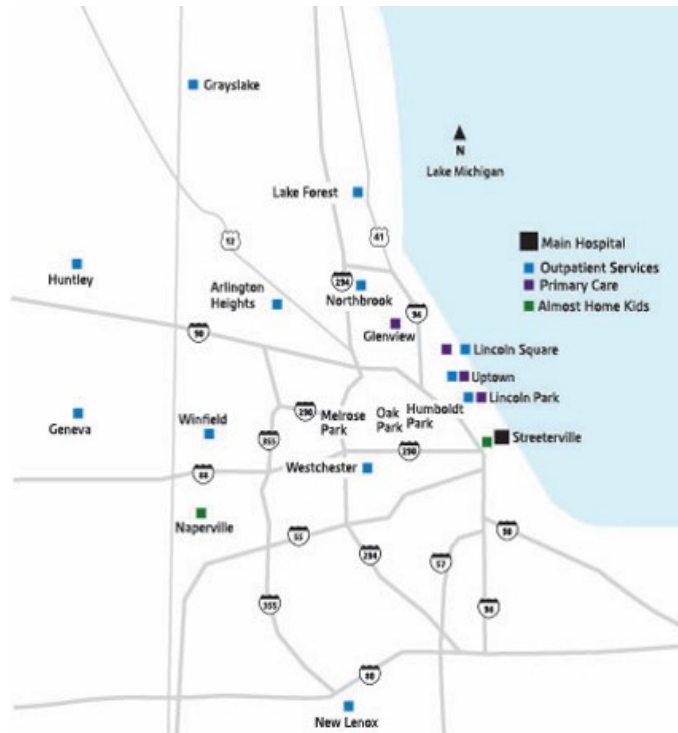 Grayslake
N
Lake Michigan
Lake Forest
41
12
Main Hospital
Outpatient Services
Primary Care
Almost Home Kids
Huntley
Arlington
Heights
294
Northbrook
94
Glenview
90
Lincoln Square
Uptown
Lincoln Park
Geneva
Winfield
290
Melrose
Park
Oak
Park
Humboldt
Park
355
Streeterville
290
Westchester
88
Naperville
55
294
57
90
355
94
80
New Lenox